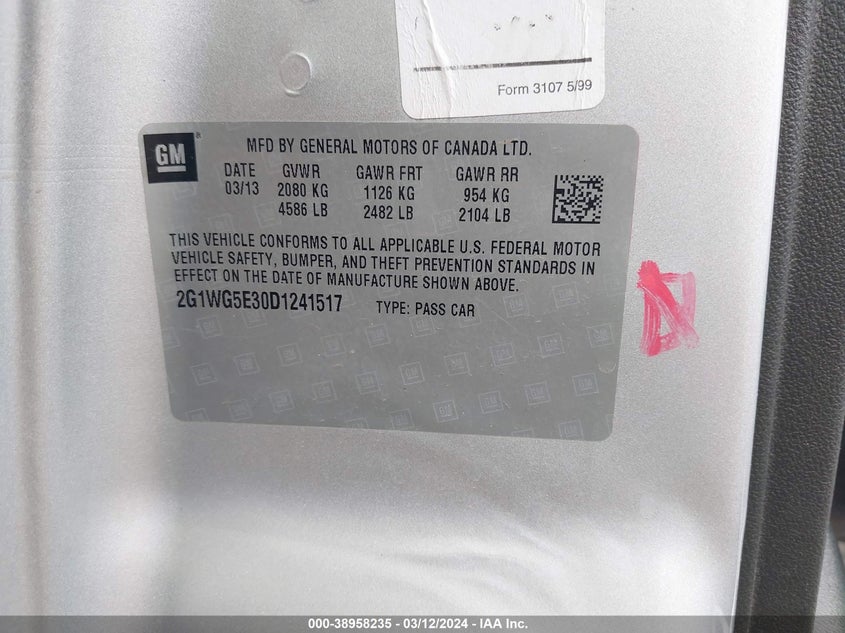 Form 3107 5/99
GM
MFD BY GENERAL MOTORS OF CANADA LTD.
DATE GVWR GAWR FRT GAWR RR
03/13 2080 KG 1126 KG 954 KG
4586 LB 2482 LB 2104 LB
THIS VEHICLE CONFORMS TO ALL APPLICABLE U.S. FEDERAL MOTOR
VEHICLE SAFETY, BUMPER, AND THEFT PREVENTION STANDARDS IN
EFFECT ON THE DATE OF MANUFACTURE SHOWN ABOVE.
2G1WG5E30D1241517 TYPE: PASS CAR
000-38958235 - 03/12/2024 - IAA Inc.